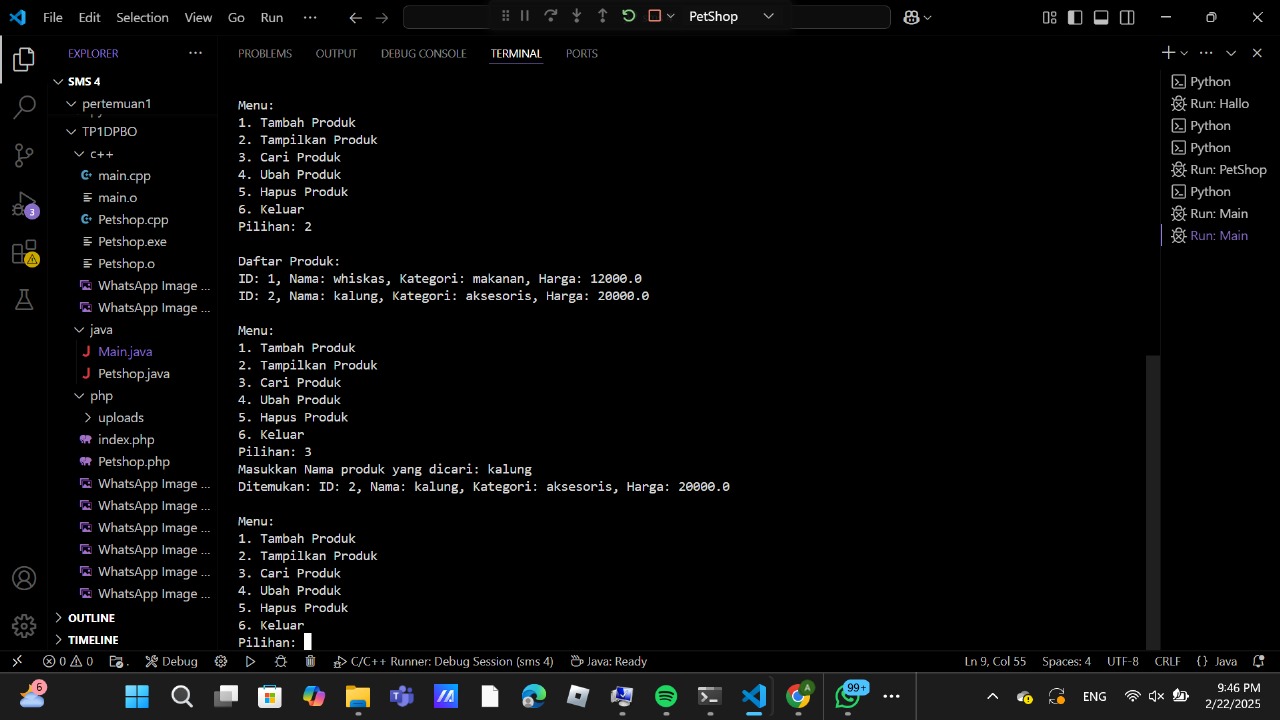 File Edit Selection View Go Run ···
PetShop
EXPLORER ···
PROBLEMS OUTPUT DEBUG CONSOLE TERMINAL PORTS
SMS 4
pertemuan1
TP1DPBO
c++
main.cpp
main.o
Petshop.cpp
Petshop.exe
Petshop.o
WhatsApp Image ...
WhatsApp Image ...
java
Main.java
Petshop.java
php
uploads
index.php
Petshop.php
WhatsApp Image ...
WhatsApp Image ...
WhatsApp Image ...
WhatsApp Image ...
WhatsApp Image ...
WhatsApp Image ...
OUTLINE
TIMELINE
3
Menu:
1. Tambah Produk
2. Tampilkan Produk
3. Cari Produk
4. Ubah Produk
5. Hapus Produk
6. Keluar
Pilihan: 2
Daftar Produk:
ID: 1, Nama: whiskas, Kategori: makanan, Harga: 12000.0
ID: 2, Nama: kalung, Kategori: aksesoris, Harga: 20000.0
Menu:
1. Tambah Produk
2. Tampilkan Produk
3. Cari Produk
4. Ubah Produk
5. Hapus Produk
6. Keluar
Pilihan: 3
Masukkan Nama produk yang dicari: kalung
Ditemukan: ID: 2, Nama: kalung, Kategori: aksesoris, Harga: 20000.0
Menu:
1. Tambah Produk
2. Tampilkan Produk
3. Cari Produk
4. Ubah Produk
5. Hapus Produk
6. Keluar
Pilihan:
Python
Run: Hallo
Python
Python
Run: PetShop
Python
Run: Main
Run: Main
0 0 Debug C/C++ Runner: Debug Session (sms 4) Java: Ready Ln 9, Col 55 Spaces: 4 UTF-8 CRLF {} Java
6 99+ ENG 9:46 PM
2/22/2025